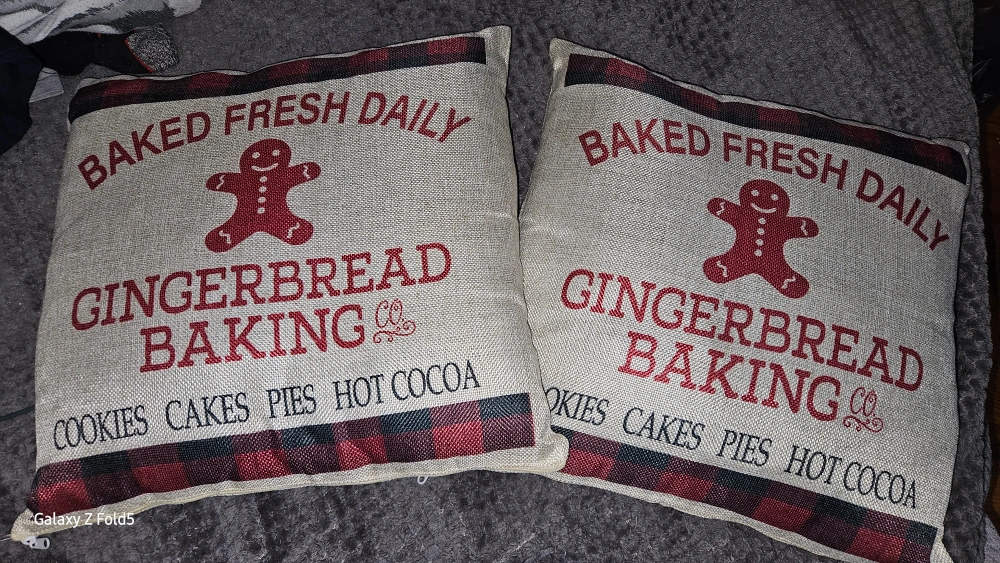 BAKED FRESH DAILY
GINGERBREAD
BAKING CO.
COOKIES CAKES PIES HOT COCOA
BAKED FRESH DAILY
GINGERBREAD
BAKING CO.
OKIES CAKES PIES HOT COCOA
Galaxy Z Fold5